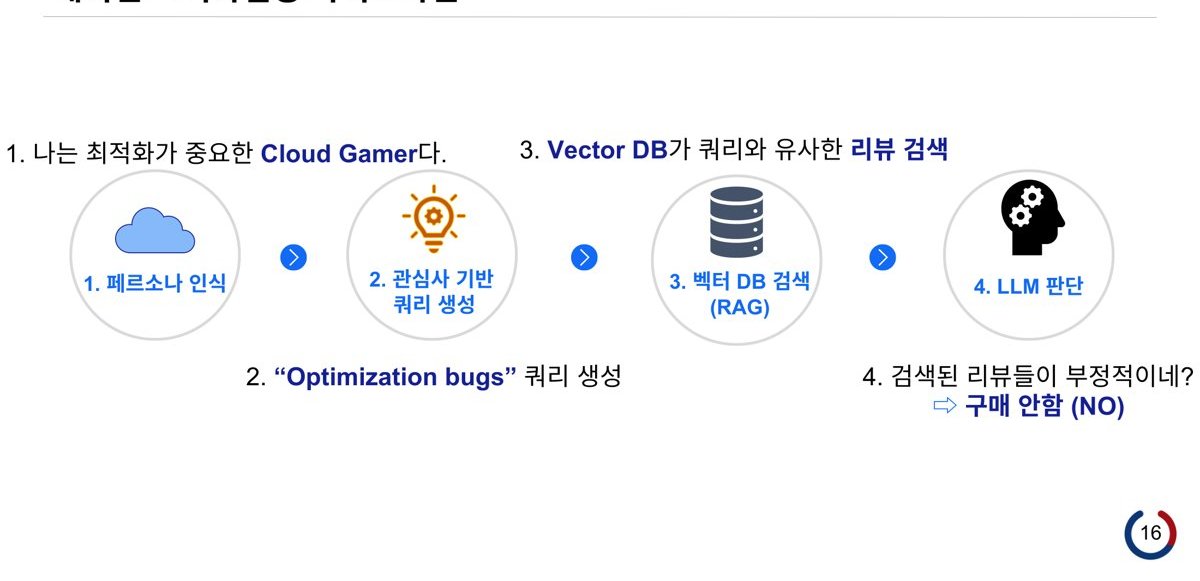 1. 나는 최적화가 중요한 Cloud Gamer다.
3. Vector DB가 쿼리와 유사한 리뷰 검색
1. 페르소나 인식
2. 관심사 기반
쿼리 생성
3. 벡터 DB 검색
(RAG)
4. LLM 판단
2. “Optimization bugs” 쿼리 생성
4. 검색된 리뷰들이 부정적이네?
⇨ 구매 안함 (NO)
16